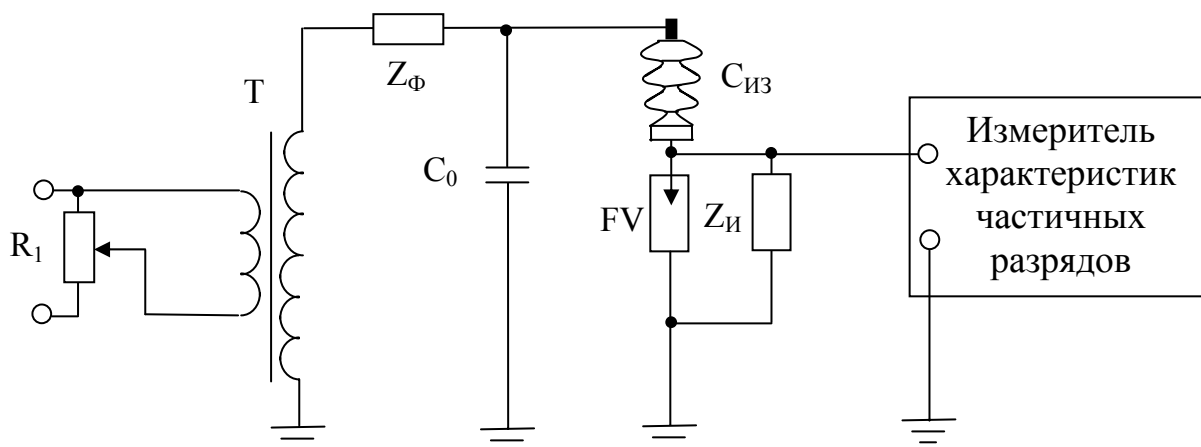 T
Z_Ф
C_ИЗ
C_0
R_1
FV
Z_И
Измеритель
характеристик
частичных
разрядов